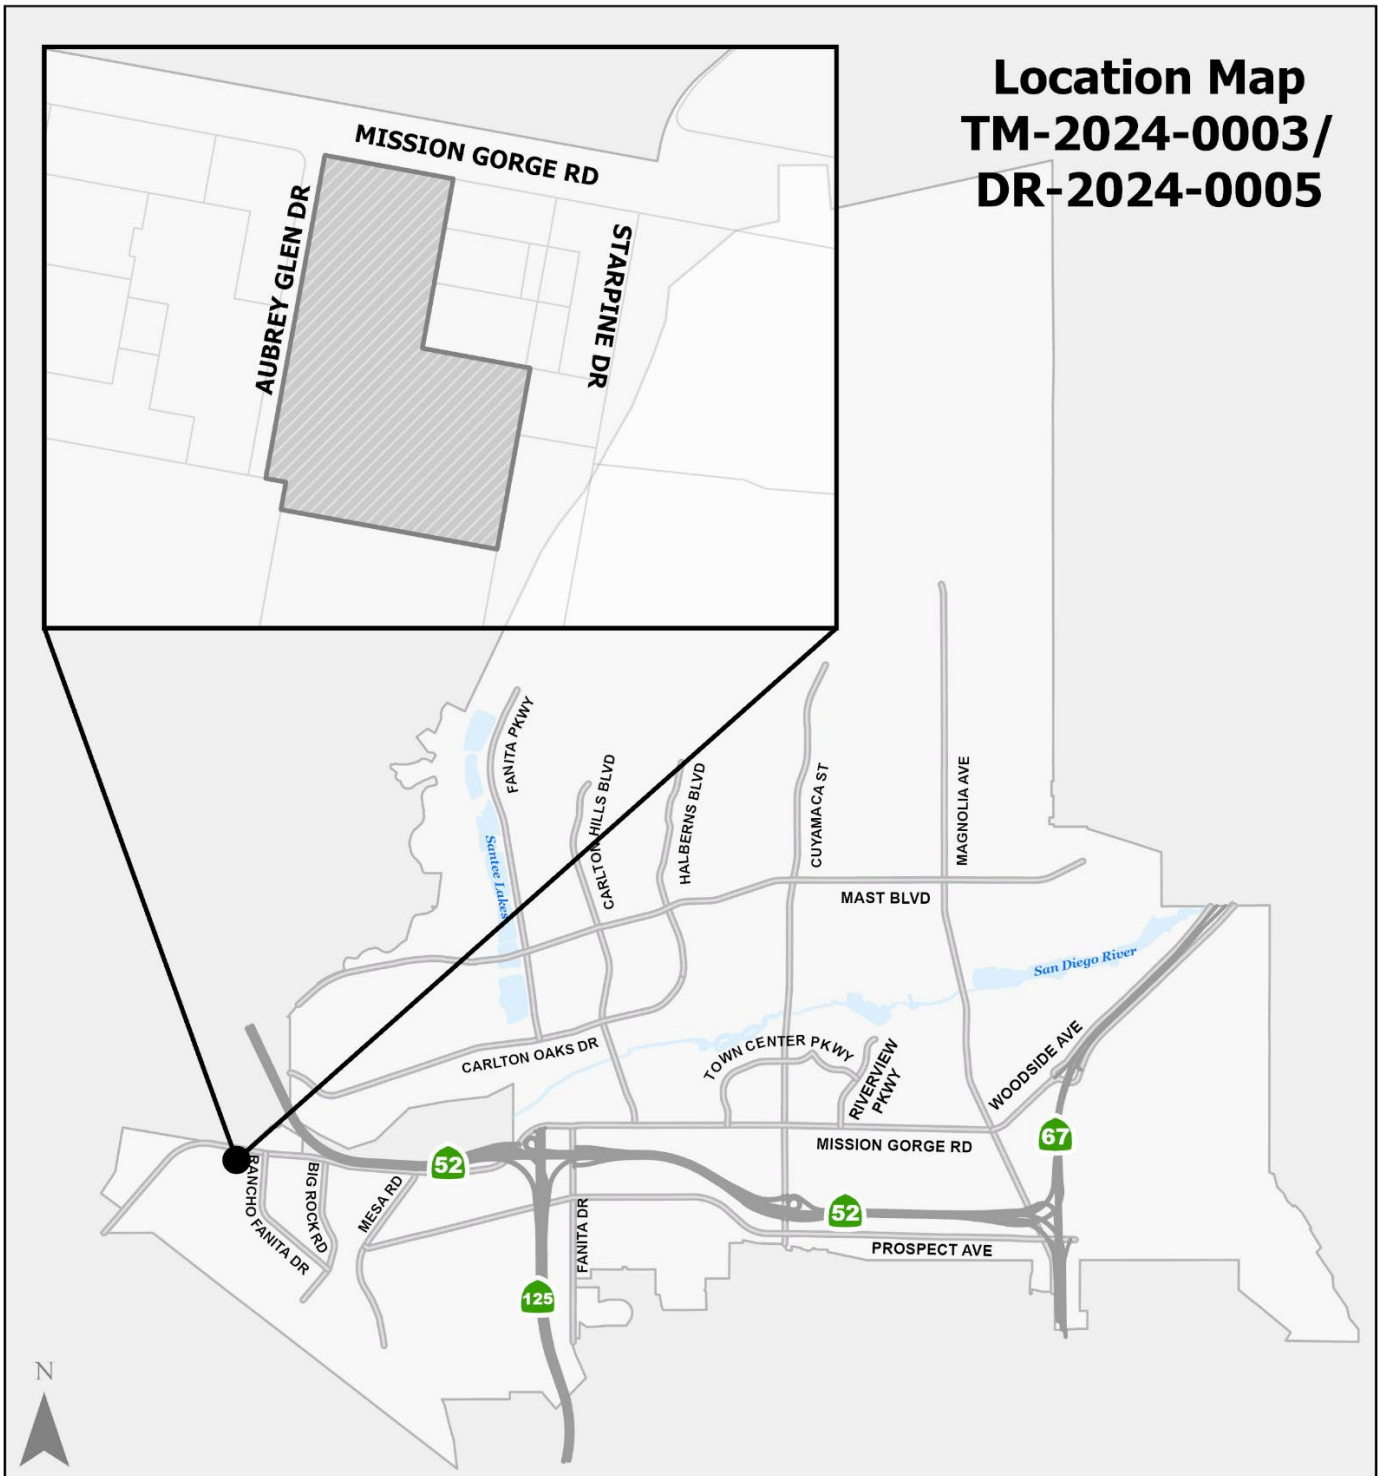 Location Map
TM-2024-0003/
DR-2024-0005
MISSION GORGE RD
AUBREY GLEN DR
STARPINE DR
FANITA PKWY
CARLTON HILLS BLVD
HALBERNS BLVD
CUYAMACA ST
MAGNOLIA AVE
Santee Lakes
MAST BLVD
San Diego River
CARLTON OAKS DR
TOWN CENTER PKWY
RIVERVIEW
PKWY
WOODSIDE AVE
MISSION GORGE RD
67
52
52
RANCHO FANITA DR
BIG ROCK RD
MESA RD
FANITA DR
PROSPECT AVE
125
N